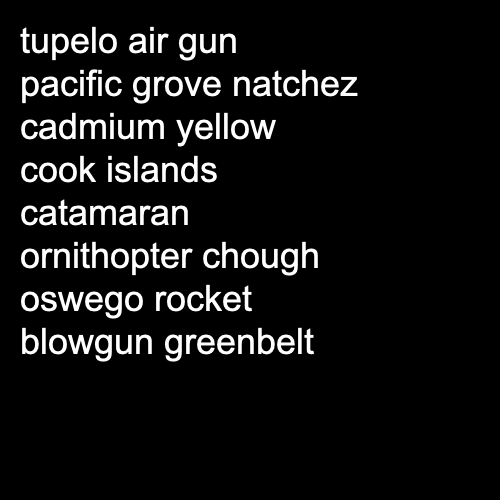 tupelo air gun
pacific grove natchez
cadmium yellow
cook islands
catamaran
ornithopter chough
oswego rocket
blowgun greenbelt